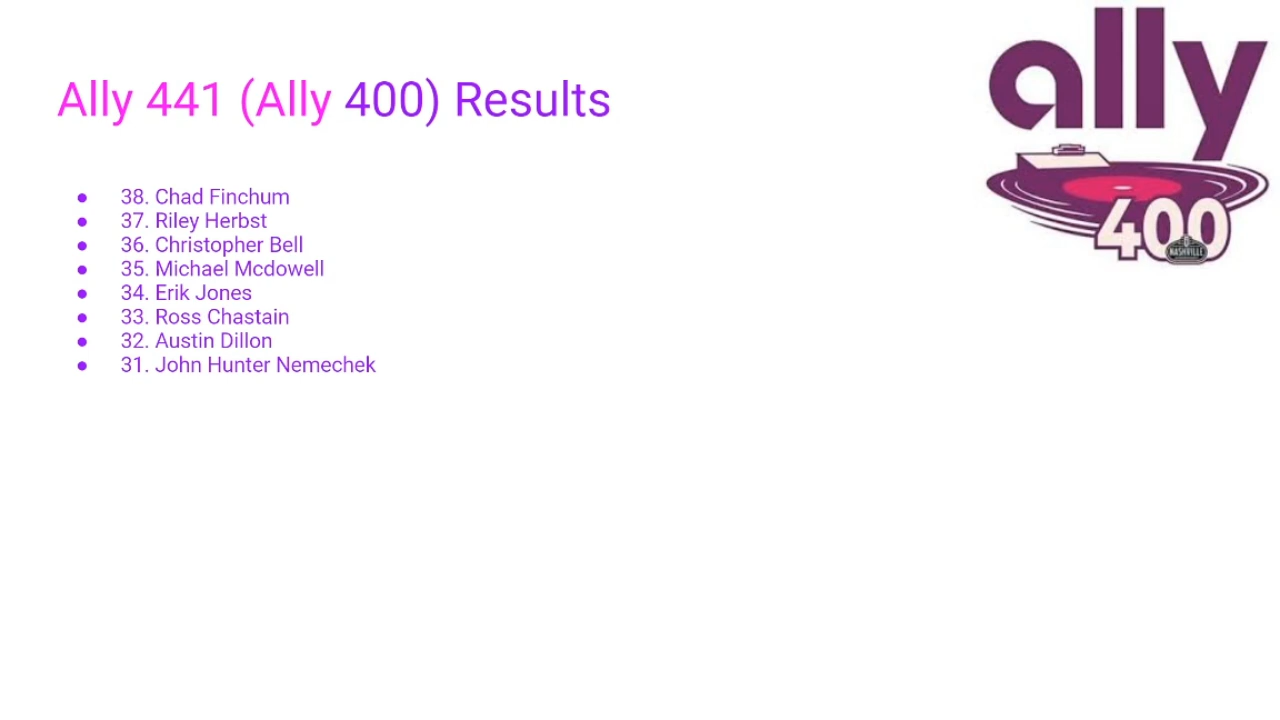 ally
400
NASHVILLE
Ally 441 (Ally 400) Results
● 38. Chad Finchum
● 37. Riley Herbst
● 36. Christopher Bell
● 35. Michael Mcdowell
● 34. Erik Jones
● 33. Ross Chastain
● 32. Austin Dillon
● 31. John Hunter Nemechek